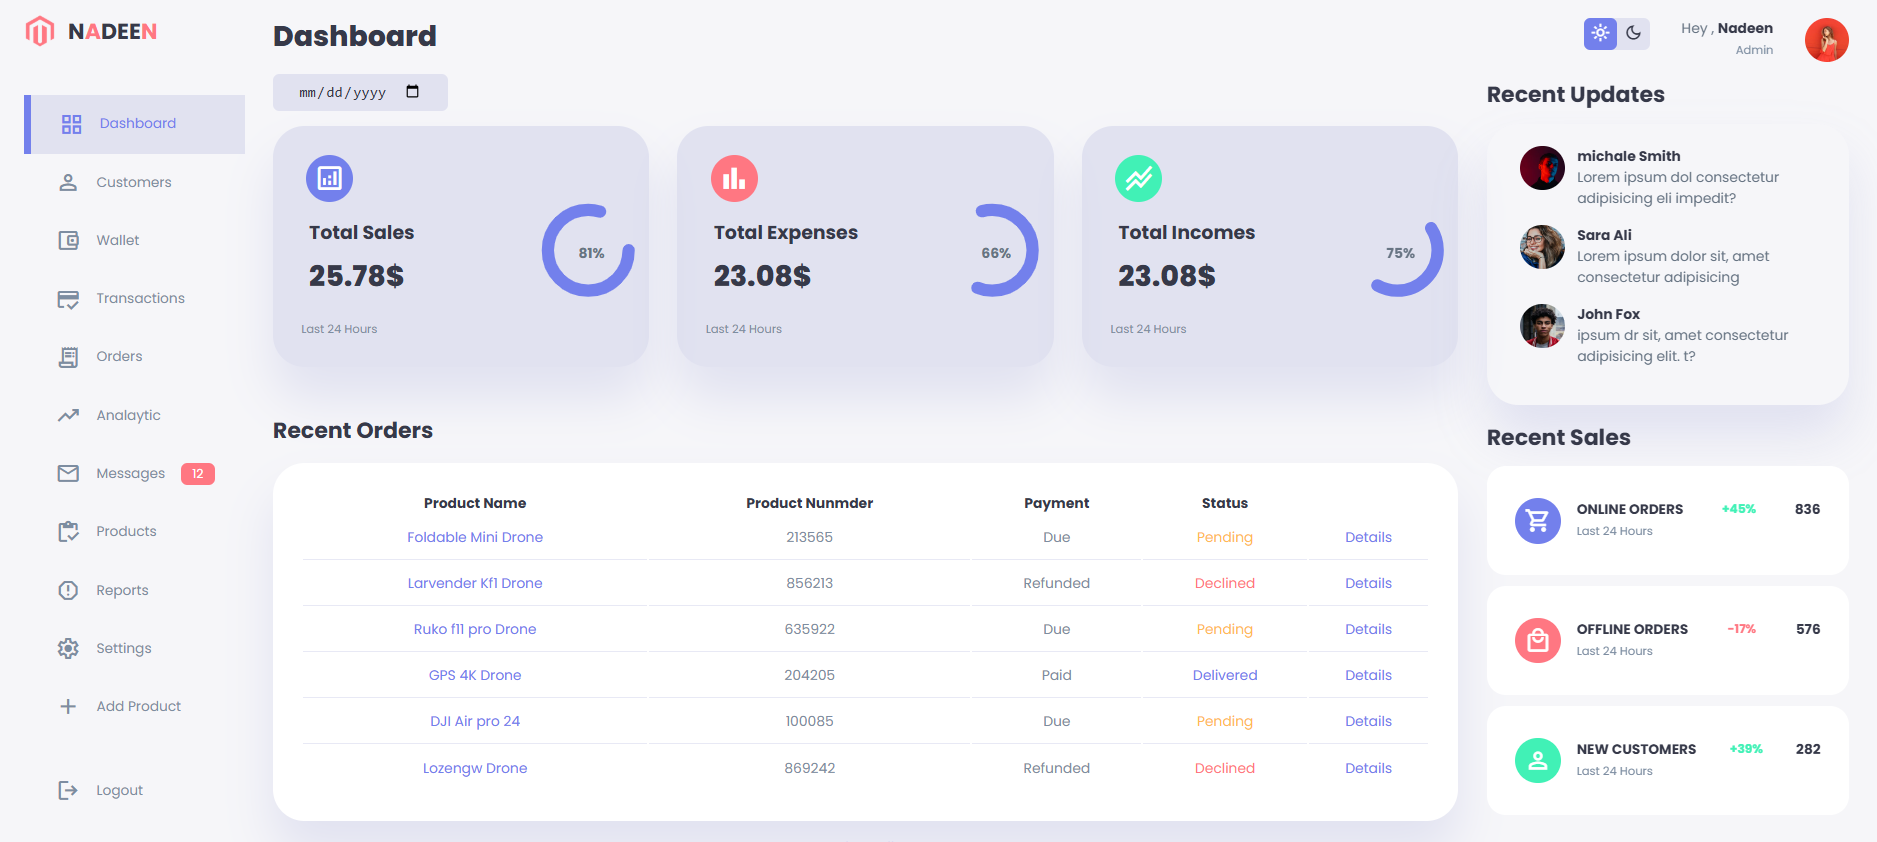 NADEEN
Dashboard
Customers
Wallet
Transactions
Orders
Analaytic
Messages 12
Products
Reports
Settings
Add Product
Logout
Dashboard
mm/dd/yyyy
Total Sales
25.78$
81%
Last 24 Hours
Total Expenses
23.08$
66%
Last 24 Hours
Total Incomes
23.08$
75%
Last 24 Hours
Recent Orders
Product Name Product Nunmder Payment Status
Foldable Mini Drone 213565 Due Pending Details
Larvender Kf1 Drone 856213 Refunded Declined Details
Ruko f11 pro Drone 635922 Due Pending Details
GPS 4K Drone 204205 Paid Delivered Details
DJI Air pro 24 100085 Due Pending Details
Lozengw Drone 869242 Refunded Declined Details
Hey , Nadeen
Admin
Recent Updates
michale Smith
Lorem ipsum dol consectetur
adipisicing eli impedit?
Sara Ali
Lorem ipsum dolor sit, amet
consectetur adipisicing
John Fox
ipsum dr sit, amet consectetur
adipisicing elit. t?
Recent Sales
ONLINE ORDERS +45% 836
Last 24 Hours
OFFLINE ORDERS -17% 576
Last 24 Hours
NEW CUSTOMERS +39% 282
Last 24 Hours